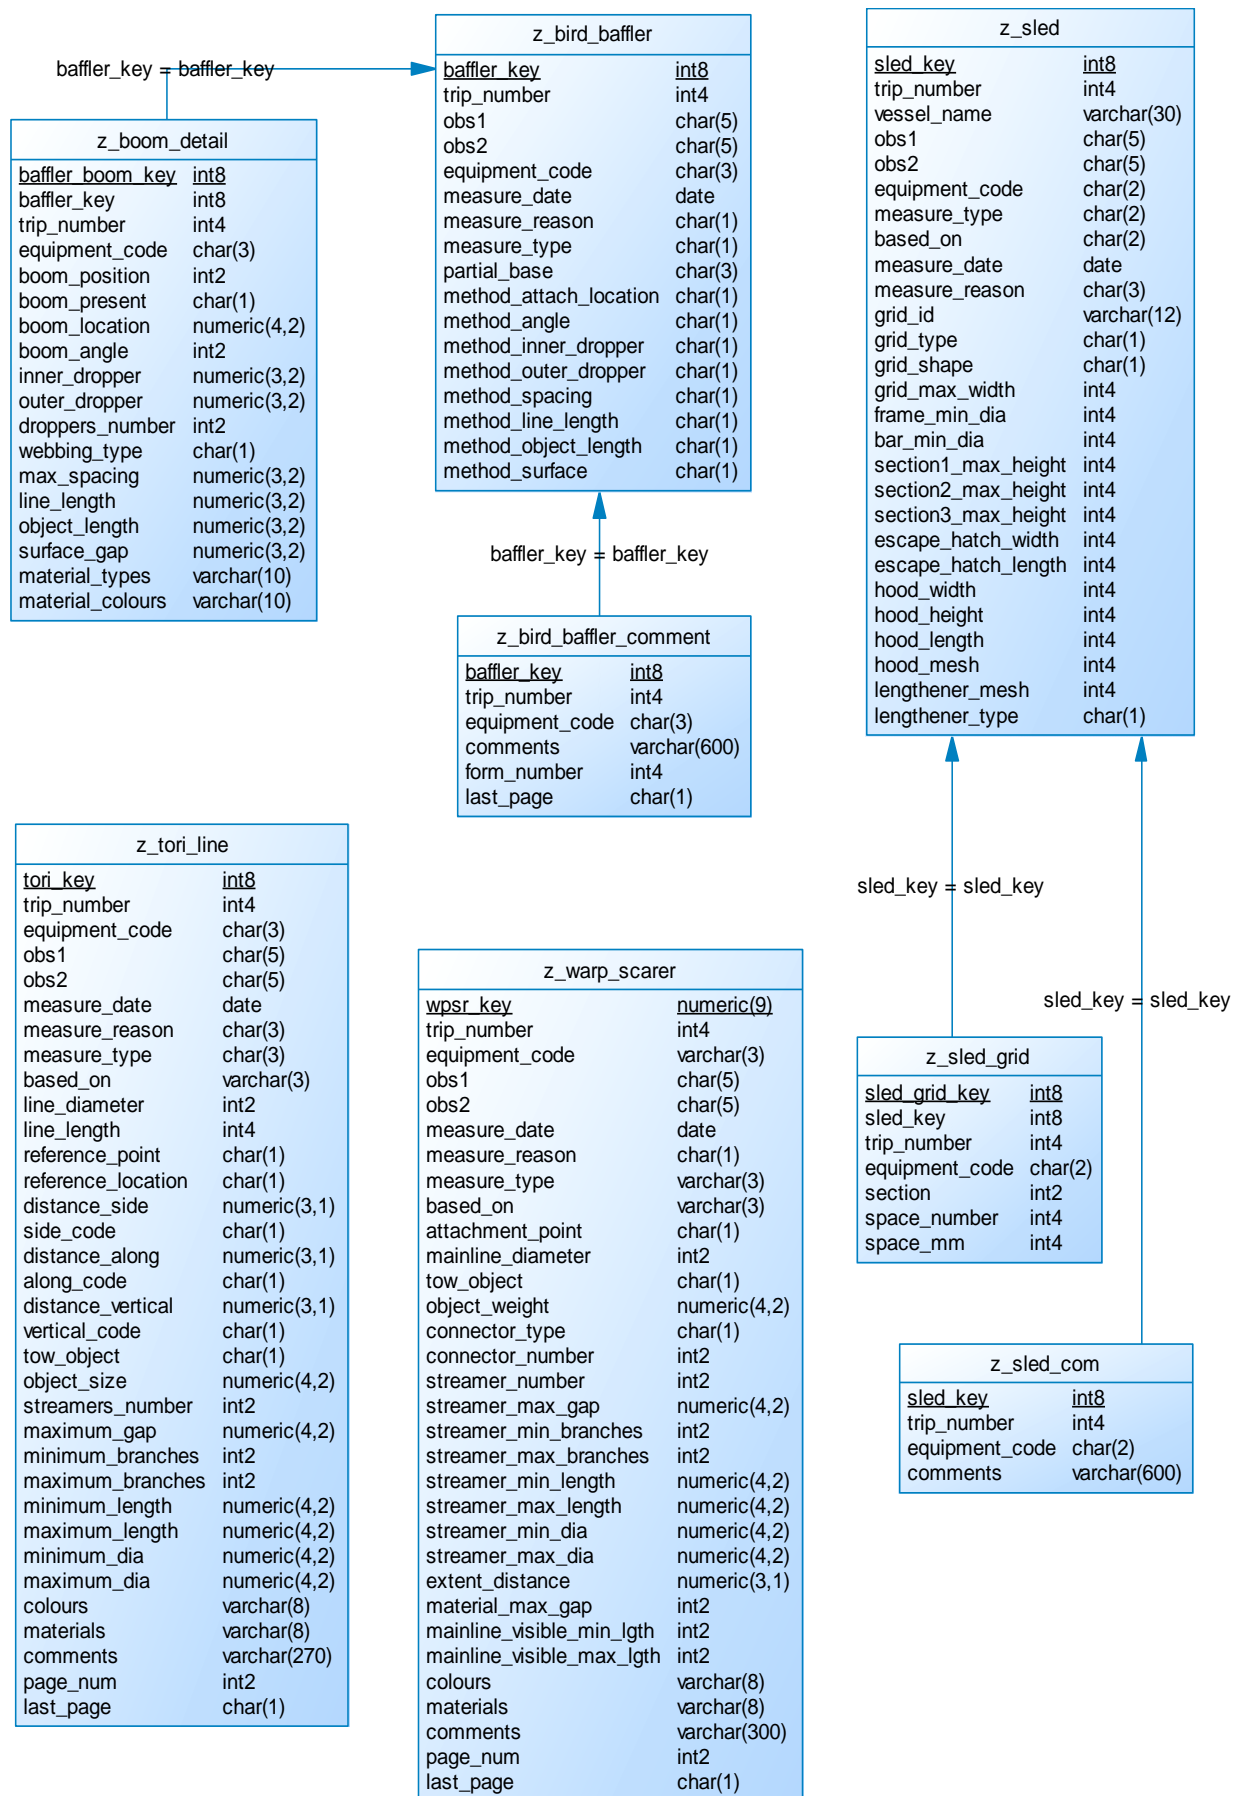 z_bird_baffler
baffler_key int8
trip_number int4
obs1 char(5)
obs2 char(5)
equipment_code char(3)
measure_date date
measure_reason char(1)
measure_type char(1)
partial_base char(3)
method_attach_location char(1)
method_angle char(1)
method_inner_dropper char(1)
method_outer_dropper char(1)
method_spacing char(1)
method_line_length char(1)
method_object_length char(1)
method_surface char(1)
baffler_key = baffler_key
z_boom_detail
baffler_boom_key int8
baffler_key int8
trip_number int4
equipment_code char(3)
boom_position int2
boom_present char(1)
boom_location numeric(4,2)
boom_angle int2
inner_dropper numeric(3,2)
outer_dropper numeric(3,2)
droppers_number int2
webbing_type char(1)
max_spacing numeric(3,2)
line_length numeric(3,2)
object_length numeric(3,2)
surface_gap numeric(3,2)
material_types varchar(10)
material_colours varchar(10)
baffler_key = baffler_key
z_bird_baffler_comment
baffler_key int8
trip_number int4
equipment_code char(3)
comments varchar(600)
form_number int4
last_page char(1)
z_sled
sled_key int8
trip_number int4
vessel_name varchar(30)
obs1 char(5)
obs2 char(5)
equipment_code char(2)
measure_type char(2)
based_on char(2)
measure_date date
measure_reason char(3)
grid_id varchar(12)
grid_type char(1)
grid_shape char(1)
grid_max_width int4
frame_min_dia int4
bar_min_dia int4
section1_max_height int4
section2_max_height int4
section3_max_height int4
escape_hatch_width int4
escape_hatch_length int4
hood_width int4
hood_height int4
hood_length int4
hood_mesh int4
lengthener_mesh int4
lengthener_type char(1)
z_tori_line
tori_key int8
trip_number int4
equipment_code char(3)
obs1 char(5)
obs2 char(5)
measure_date date
measure_reason char(3)
measure_type char(3)
based_on varchar(3)
line_diameter int2
line_length int4
reference_point char(1)
reference_location char(1)
distance_side numeric(3,1)
side_code char(1)
distance_along numeric(3,1)
along_code char(1)
distance_vertical numeric(3,1)
vertical_code char(1)
tow_object char(1)
object_size numeric(4,2)
streamers_number int2
maximum_gap numeric(4,2)
minimum_branches int2
maximum_branches int2
minimum_length numeric(4,2)
maximum_length numeric(4,2)
minimum_dia numeric(4,2)
maximum_dia numeric(4,2)
colours varchar(8)
materials varchar(8)
comments varchar(270)
page_num int2
last_page char(1)
z_warp_scarer
wpsr_key numeric(9)
trip_number int4
equipment_code varchar(3)
obs1 char(5)
obs2 char(5)
measure_date date
measure_reason char(1)
measure_type varchar(3)
based_on varchar(3)
attachment_point char(1)
mainline_diameter int2
tow_object char(1)
object_weight numeric(4,2)
connector_type char(1)
connector_number int2
streamer_number int2
streamer_max_gap numeric(4,2)
streamer_min_branches int2
streamer_max_branches int2
streamer_min_length numeric(4,2)
streamer_max_length numeric(4,2)
streamer_min_dia numeric(4,2)
streamer_max_dia numeric(4,2)
extent_distance numeric(3,1)
material_max_gap int2
mainline_visible_min_lgth int2
mainline_visible_max_lgth int2
colours varchar(8)
materials varchar(8)
comments varchar(300)
page_num int2
last_page char(1)
sled_key = sled_key
sled_key = sled_key
z_sled_grid
sled_grid_key int8
sled_key int8
trip_number int4
equipment_code char(2)
section int2
space_number int4
space_mm int4
z_sled_com
sled_key int8
trip_number int4
equipment_code char(2)
comments varchar(600)